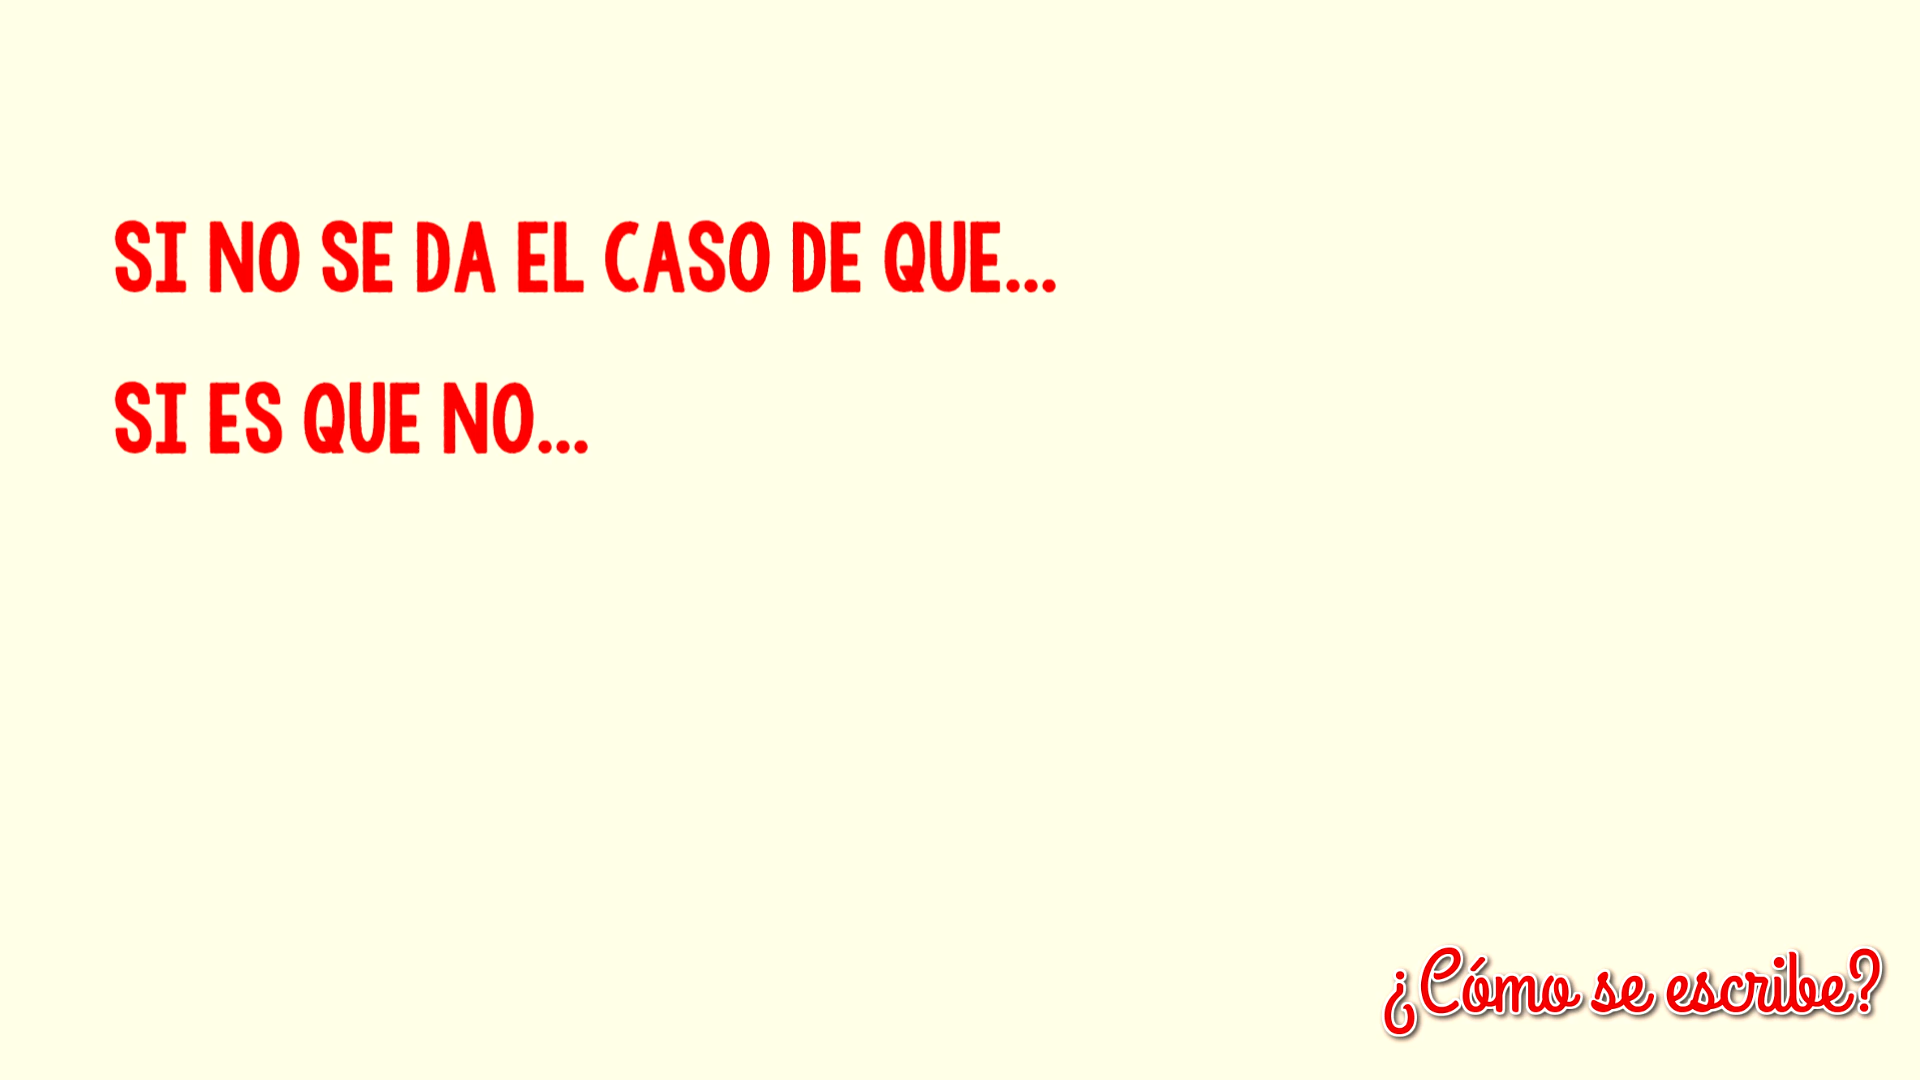 SI NO SE DA EL CASO DE QUE...
SI ES QUE NO...
¿Cómo se escribe?